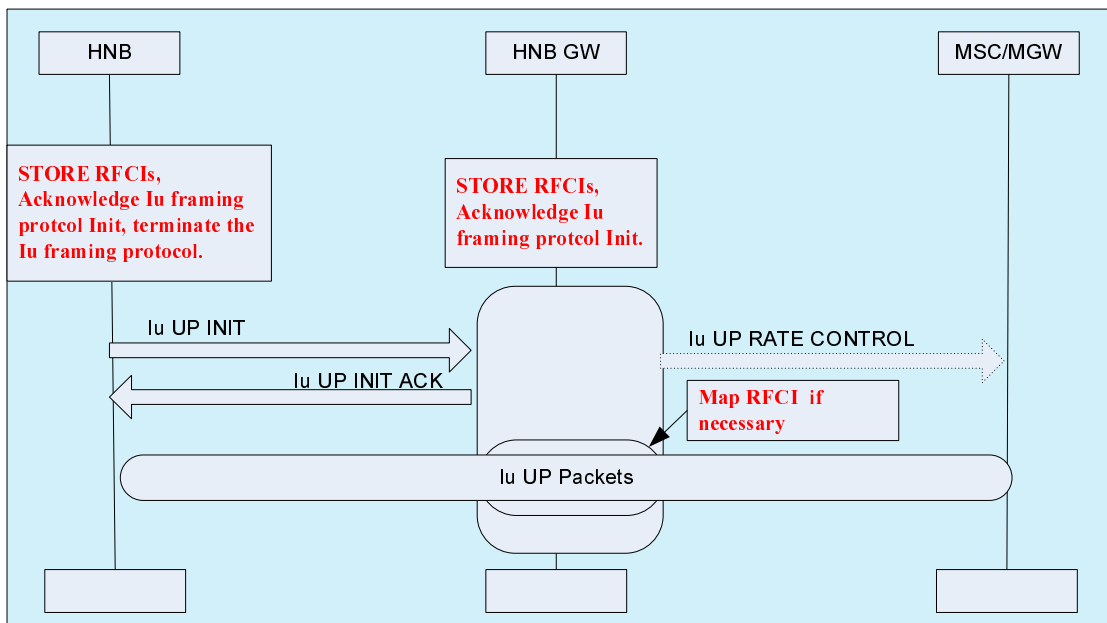 HNB
HNB GW
MSC/MGW
STORE RFCIs,
Acknowledge Iu framing
protcol Init, terminate the
Iu framing protocol.
STORE RFCIs,
Acknowledge Iu
framing protcol Init.
Iu UP INIT
Iu UP RATE CONTROL
Iu UP INIT ACK
Map RFCI if
necessary
Iu UP Packets